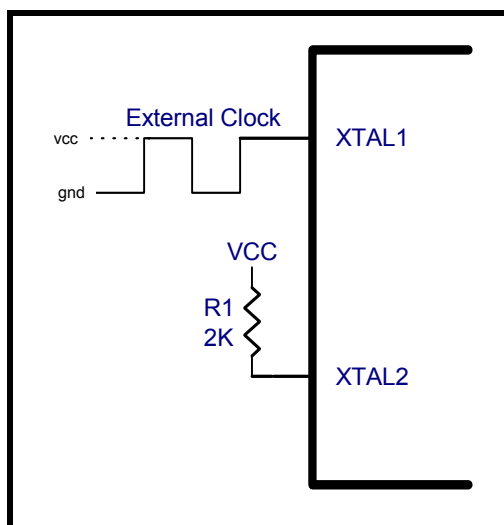 External Clock
vcc
XTAL1
gnd
VCC
R1
2K
XTAL2